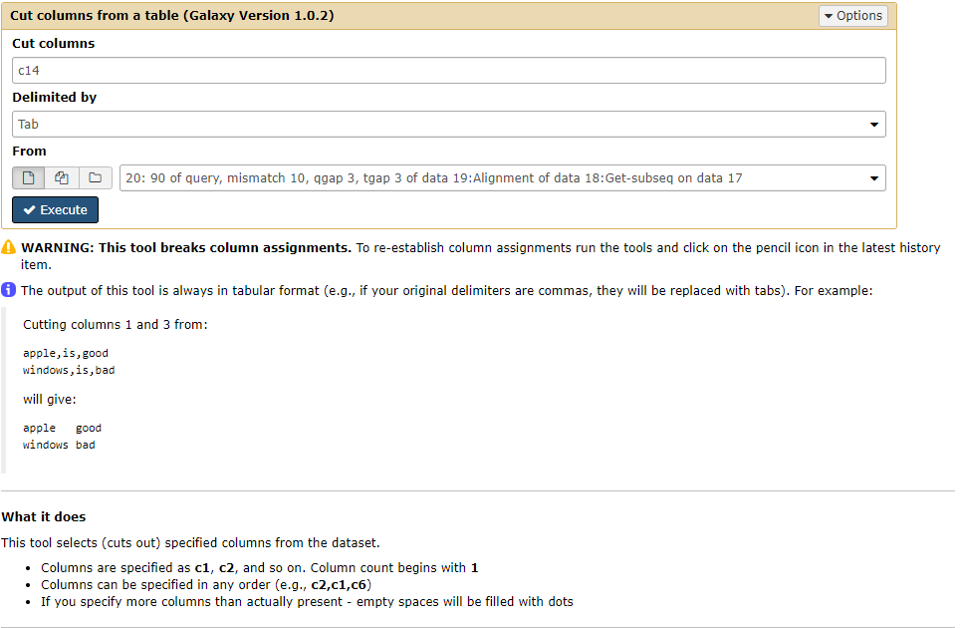 Cut columns from a table (Galaxy Version 1.0.2)
Options
Cut columns
c14
Delimited by
Tab
From
20: 90 of query, mismatch 10, qgap 3, tgap 3 of data 19:Alignment of data 18:Get-subseq on data 17
Execute
WARNING: This tool breaks column assignments. To re-establish column assignments run the tools and click on the pencil icon in the latest history
item.
The output of this tool is always in tabular format (e.g., if your original delimiters are commas, they will be replaced with tabs). For example:
Cutting columns 1 and 3 from:
apple,is,good
windows,is,bad
will give:
apple   good
windows bad
What it does
This tool selects (cuts out) specified columns from the dataset.
• Columns are specified as c1, c2, and so on. Column count begins with 1
• Columns can be specified in any order (e.g., c2,c1,c6)
• If you specify more columns than actually present - empty spaces will be filled with dots